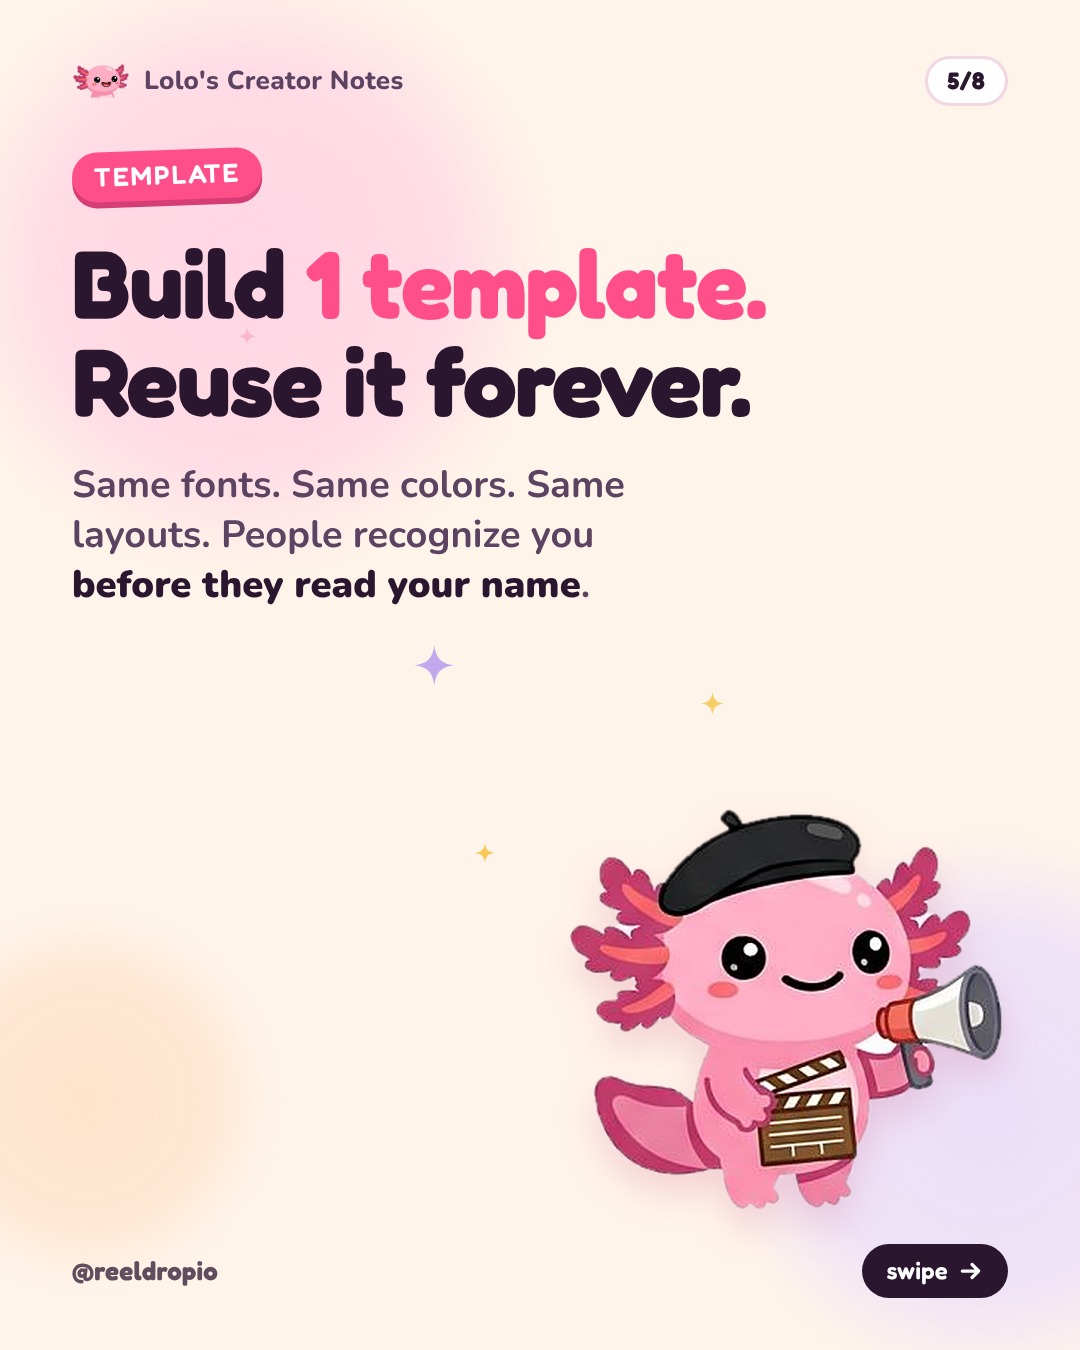 Lolo's Creator Notes
5/8
TEMPLATE
Build 1 template.
Reuse it forever.
Same fonts. Same colors. Same
layouts. People recognize you
before they read your name.
@reeldropio
swipe →